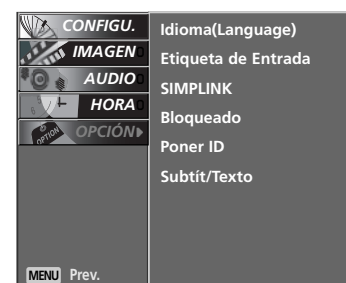 CONFIGU.
IMAGEN
AUDIO
HORA
OPCIÓN
Idioma(Language)
Etiqueta de Entrada
SIMPLINK
Bloqueado
Poner ID
Subtít/Texto
MENU Prev.